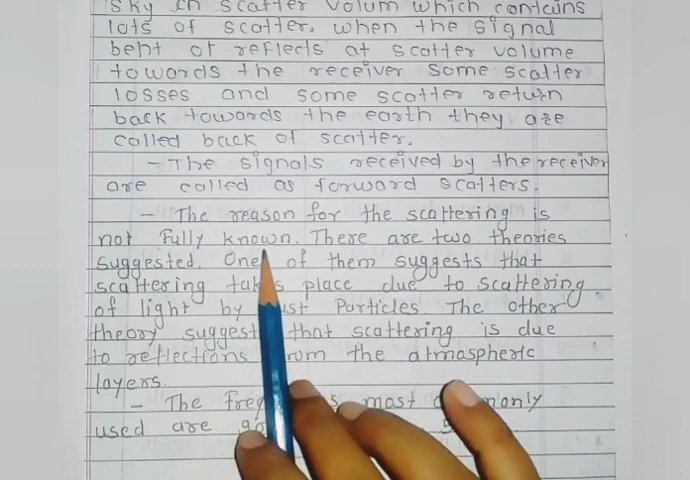 sky in scatter volum which contains
lots of scatter. when the signal
bent or reflects at scatter volume
towards the receiver some scatter
losses and some scatter return
back towards the earth they are
called back of scatter.
- The signals received by the receiver
are called as forward scatters.
- The reason for the scattering is
not fully known. There are two theories
suggested. One of them suggests that
scattering takes place due to scattering
of light by dust Particles. The other
theory suggest that scattering is due
to reflections from the atmospheric
layers.
- The most
used are